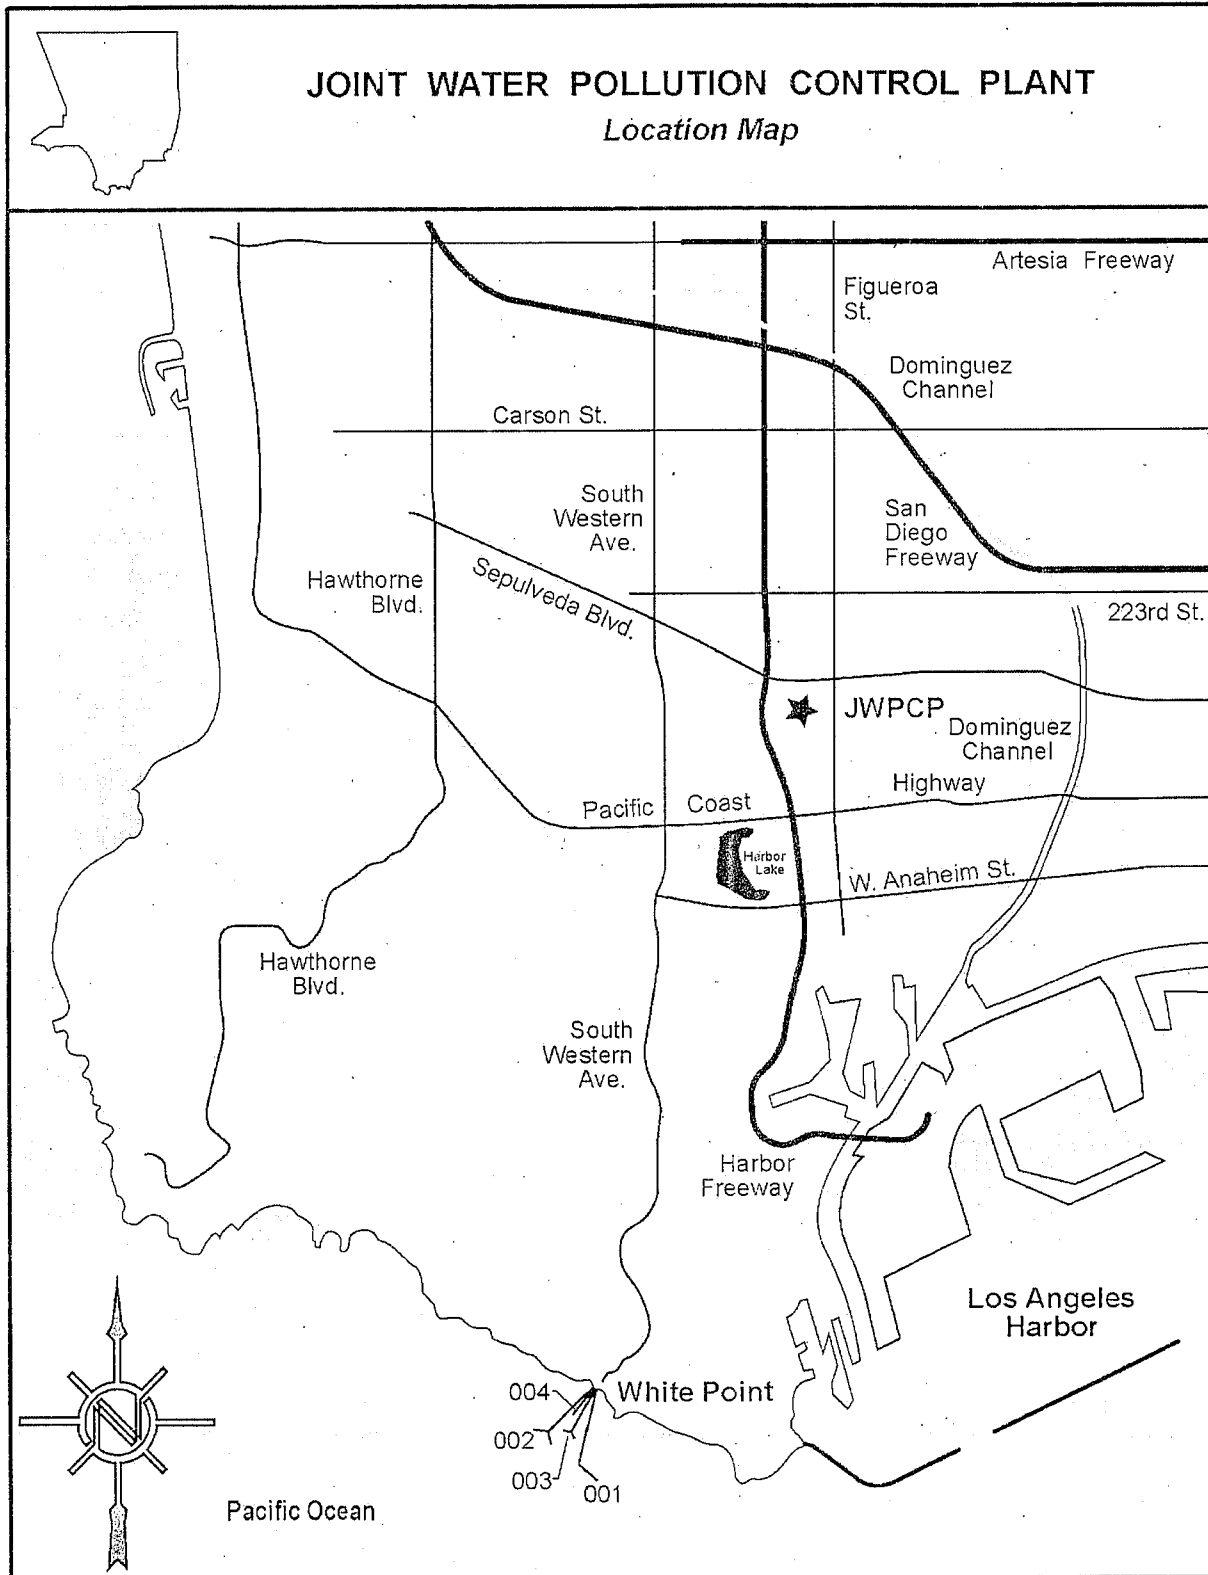 JOINT WATER POLLUTION CONTROL PLANT
Location Map
Artesia Freeway
Figueroa
St.
Dominguez
Channel
Carson St.
South
Western
Ave.
San
Diego
Freeway
Hawthorne
Blvd.
Sepulveda Blvd.
223rd St.
JWPCP
Dominguez
Channel
Pacific Coast Highway
Harbor
Lake
W. Anaheim St.
Hawthorne
Blvd.
South
Western
Ave.
Harbor
Freeway
Los Angeles
Harbor
004
White Point
002
003
001
N
Pacific Ocean